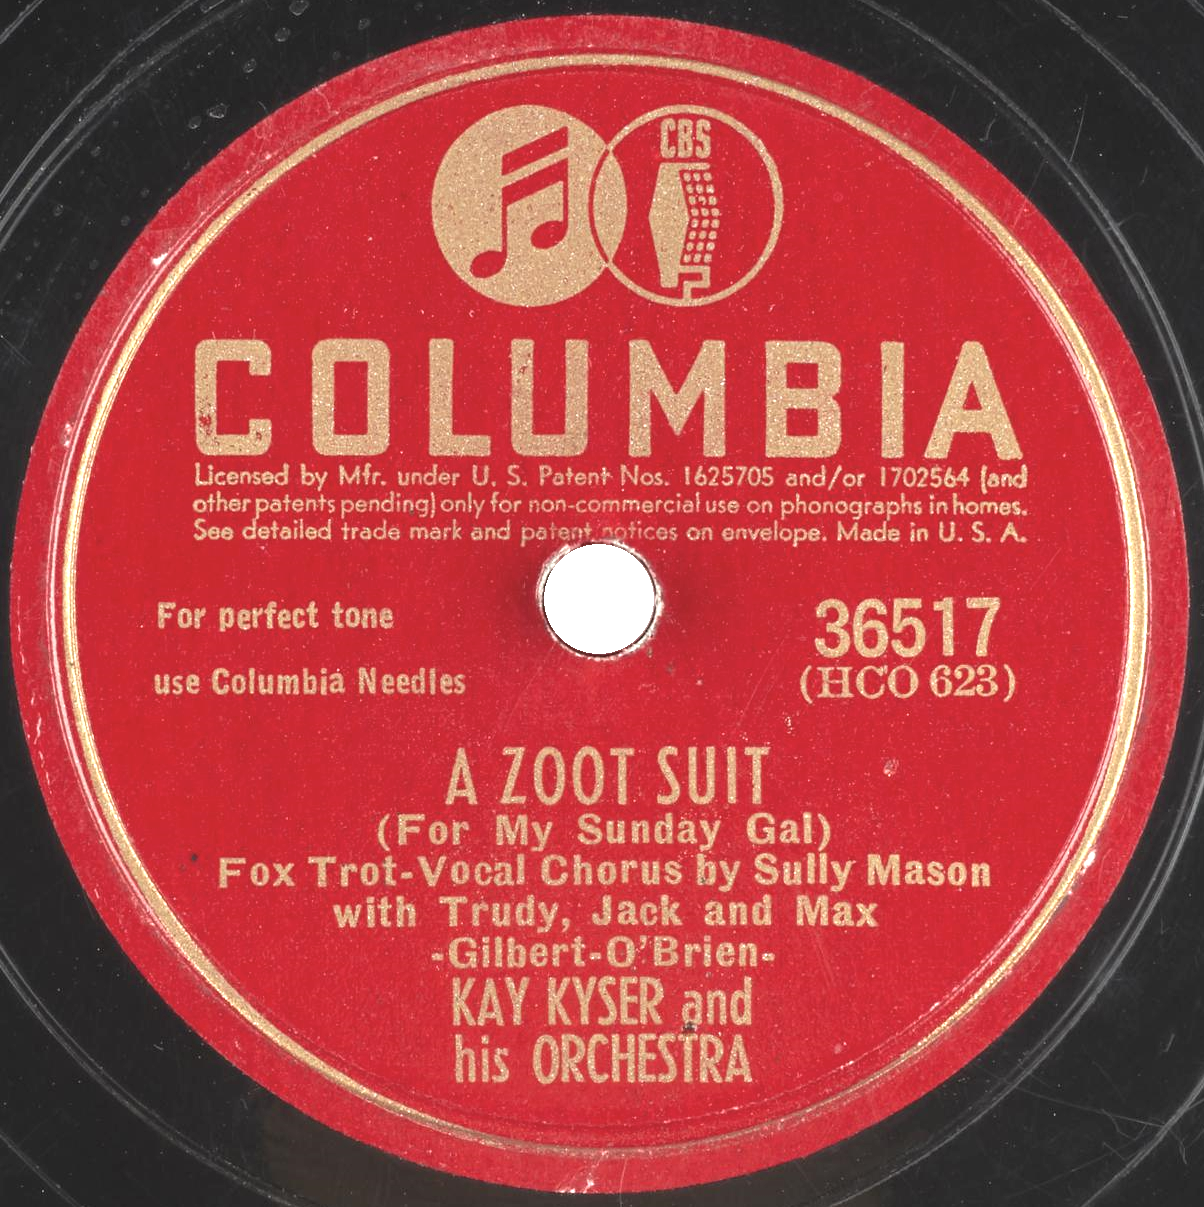 CBS
COLUMBIA
Licensed by Mfr. under U. S. Patent Nos. 1625705 and/or 1702564 (and
other patents pending) only for non-commercial use on phonographs in homes.
See detailed trade mark and patent notices on envelope. Made in U. S. A.
For perfect tone
use Columbia Needles
36517
(HCO 623)
A ZOOT SUIT
(For My Sunday Gal)
Fox Trot-Vocal Chorus by Sully Mason
with Trudy, Jack and Max
-Gilbert-O'Brien-
KAY KYSER and
his ORCHESTRA